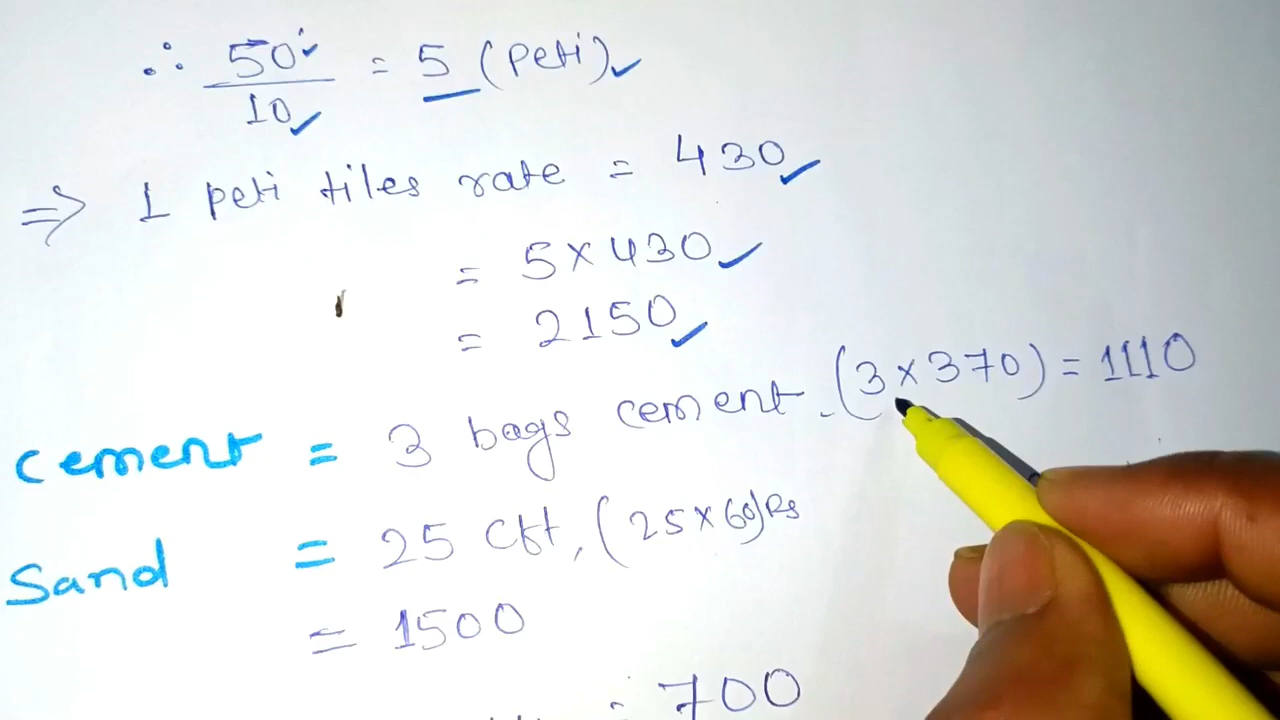 ∴ 50/10 = 5 (Peti)
⇒ 1 peti tiles rate = 430
= 5×430
= 2150
cement = 3 bags cement. (3×370) = 1110
Sand = 25 cft, (25×60)Rs
= 1500
= 700